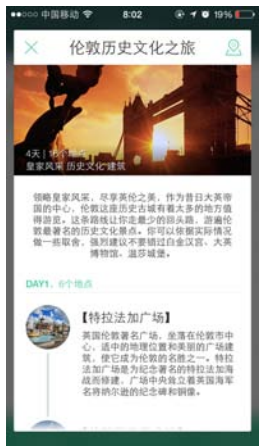 中国移动 8:02 19%
伦敦历史文化之旅
4天 | 16个地点
皇家风采 历史文化 建筑
领略皇家风采，尽享英伦之美，作为昔日大英帝
国的中心，伦敦这座历史古城有着太多的地方值
得游览。这条路线让你走最少的回头路，游遍伦
敦最著名的历史文化景点。你可以依据实际情况
做一些取舍，强烈建议不要错过白金汉宫、大英
博物馆、温莎城堡。
DAY1，6个地点
【特拉法加广场】
英国伦敦著名广场，坐落在伦敦市中
心，适中的地理位置和美丽的广场建
筑，使它成为伦敦的名胜之一。特拉
法加广场是为纪念著名的特拉法加海
战而修建，广场中央耸立着英国海军
名将纳尔逊的纪念碑和铜像。